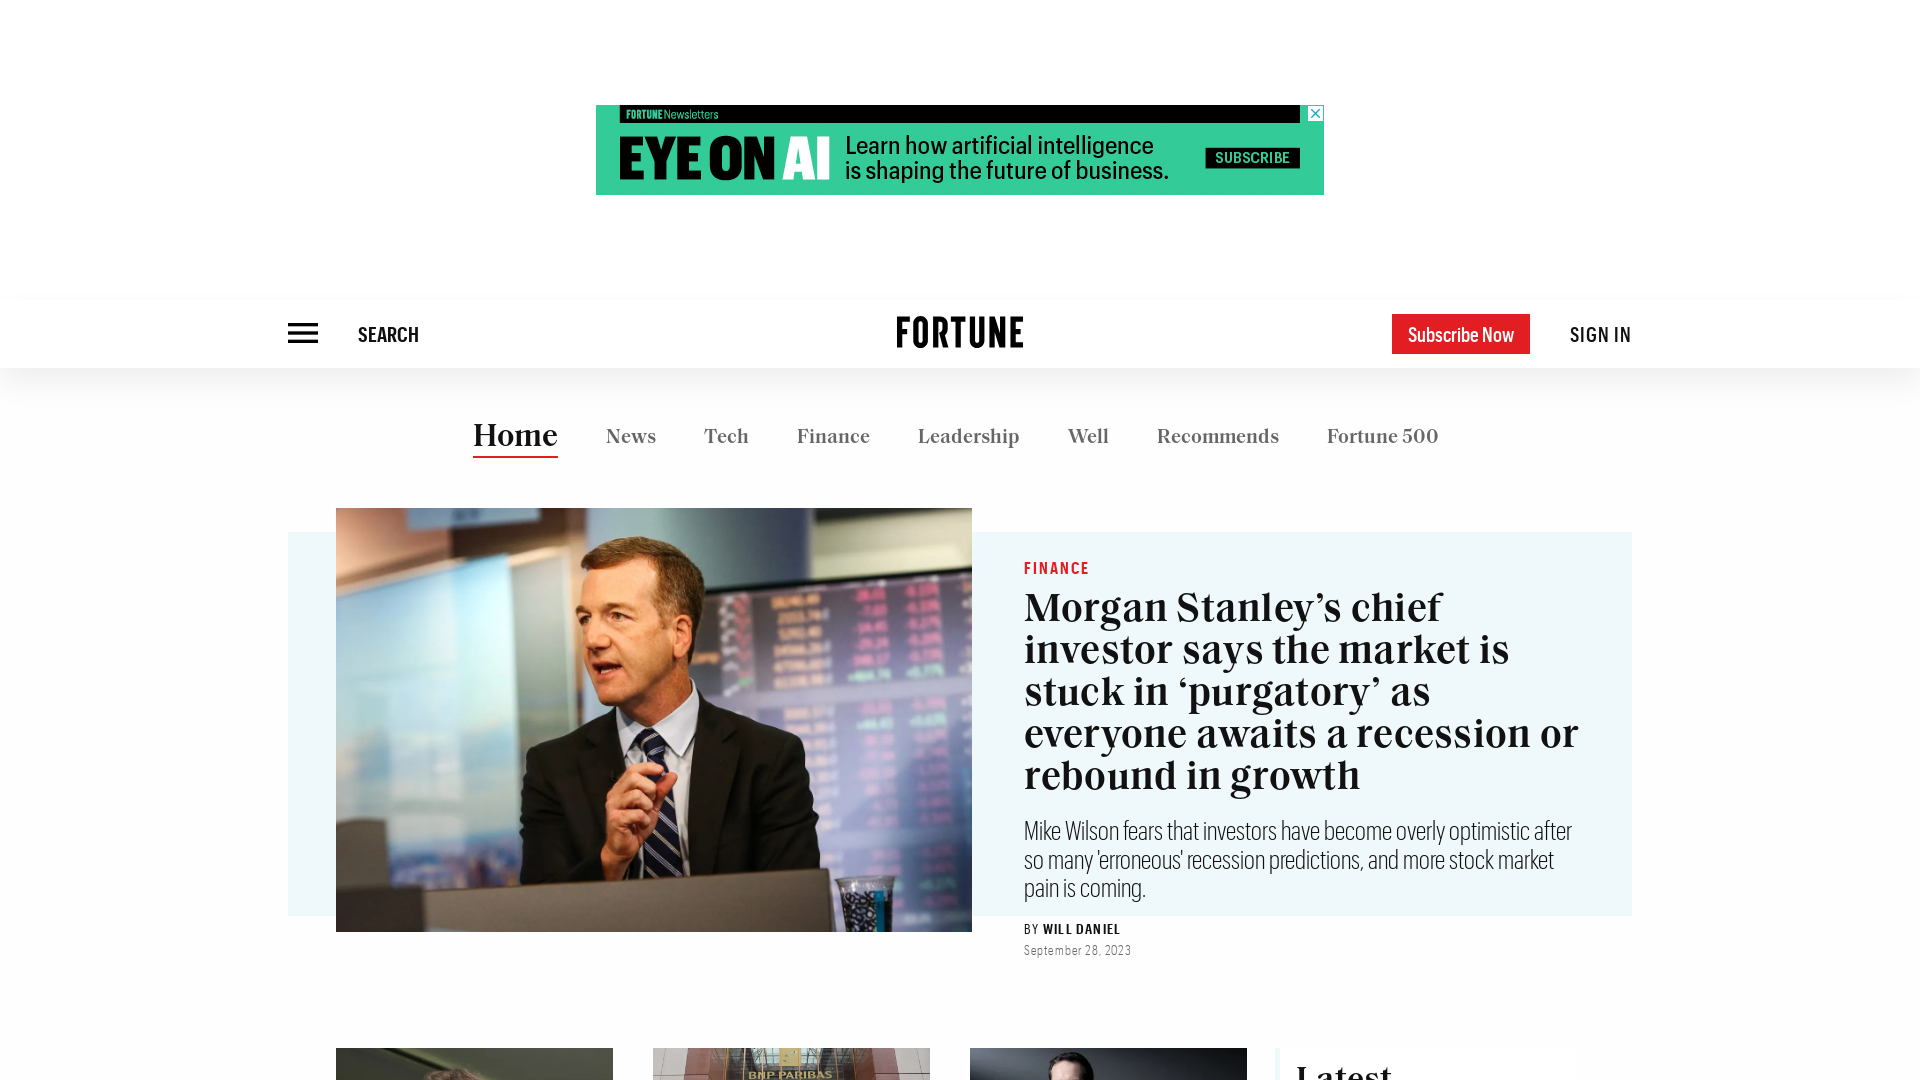 FORTUNE Newsletters
EYE ON AI
Learn how artificial intelligence
is shaping the future of business.
SUBSCRIBE
SEARCH
FORTUNE
Subscribe Now
SIGN IN
Home
News
Tech
Finance
Leadership
Well
Recommends
Fortune 500
FINANCE
Morgan Stanley’s chief
investor says the market is
stuck in ‘purgatory’ as
everyone awaits a recession or
rebound in growth
Mike Wilson fears that investors have become overly optimistic after
so many 'erroneous' recession predictions, and more stock market
pain is coming.
BY WILL DANIEL
September 28, 2023
BNP PARIBAS
Latest